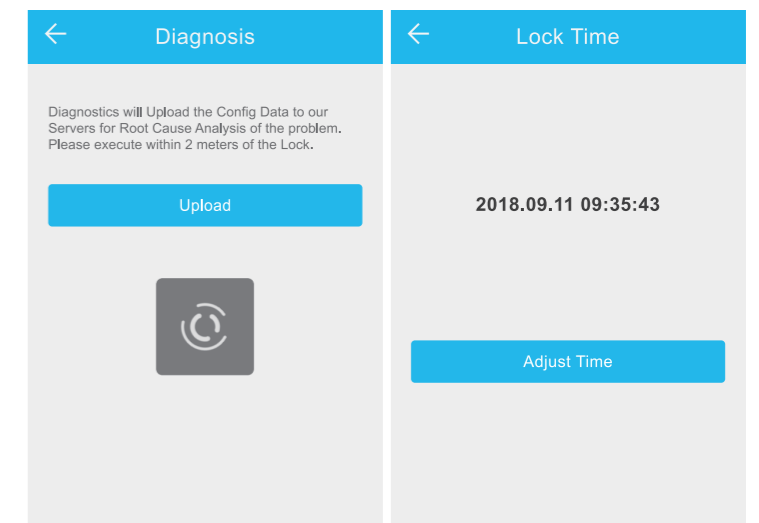 Diagnosis
Diagnostics will Upload the Config Data to our
Servers for Root Cause Analysis of the problem.
Please execute within 2 meters of the Lock.
Upload
Lock Time
2018.09.11 09:35:43
Adjust Time